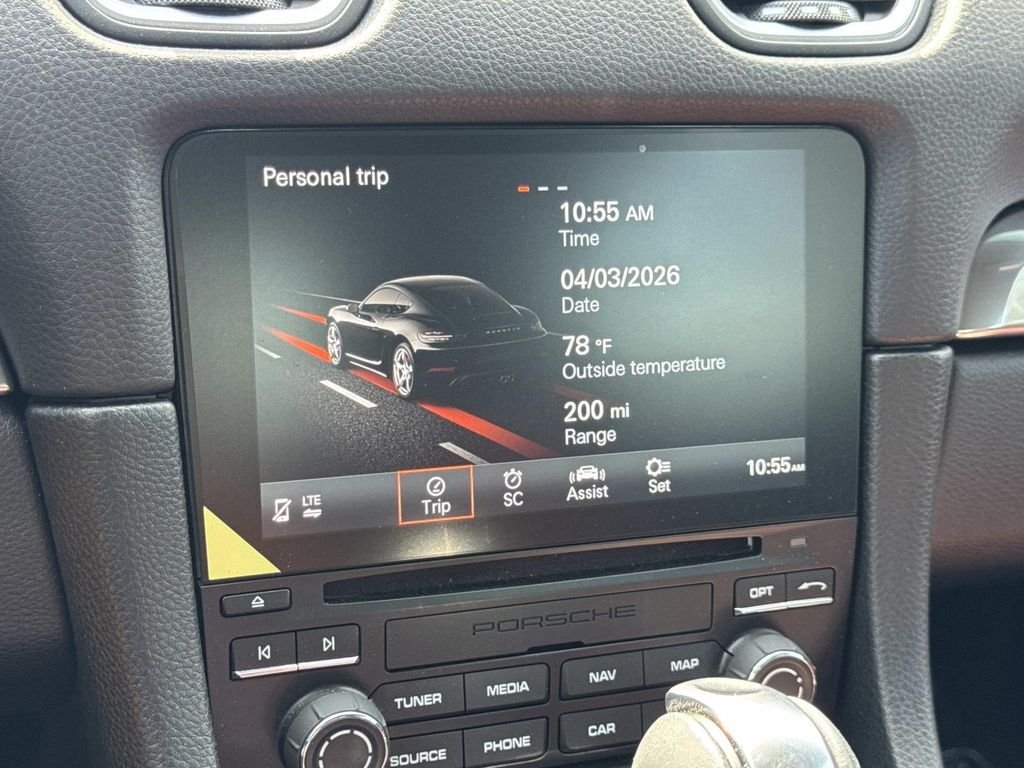 Personal trip
10:55 AM
Time
04/03/2026
Date
78 °F
Outside temperature
200 mi
Range
LTE
Trip
SC
Assist
Set
10:55AM
OPT
PORSCHE
TUNER
MEDIA
NAV
MAP
SOURCE
PHONE
CAR